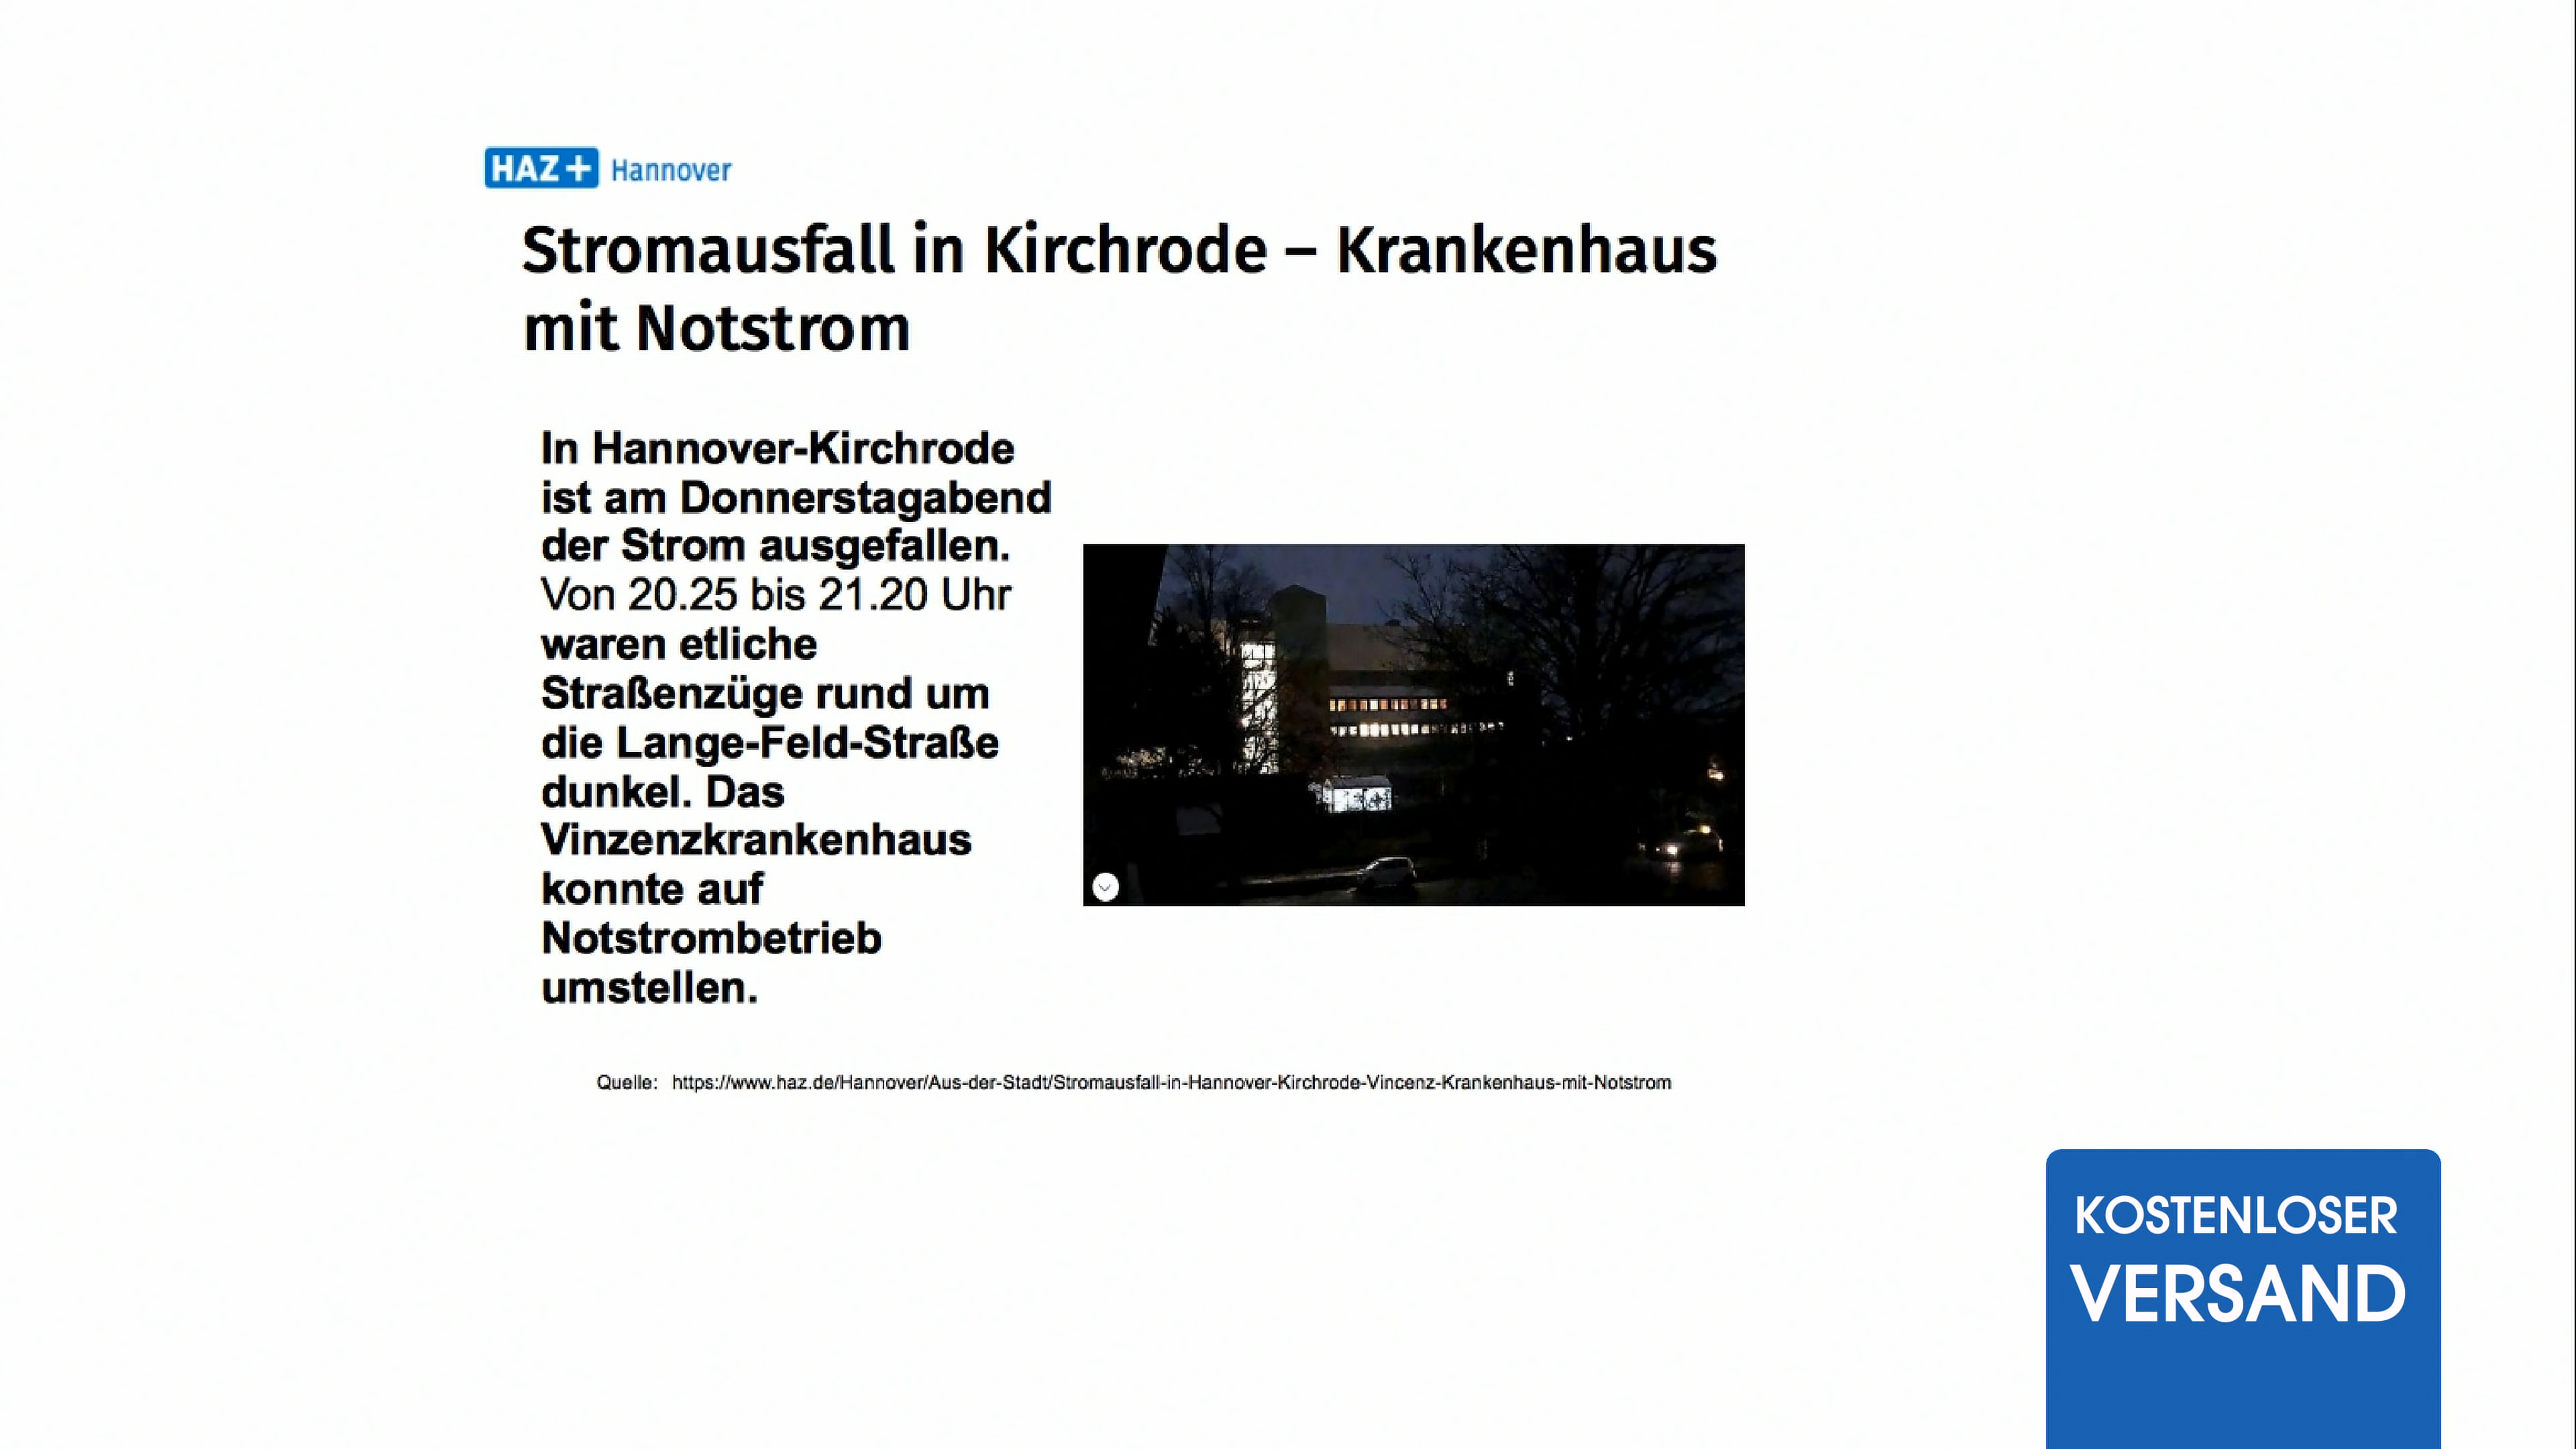 HAZ+ Hannover
Stromausfall in Kirchrode – Krankenhaus
mit Notstrom
In Hannover-Kirchrode
ist am Donnerstagabend
der Strom ausgefallen.
Von 20.25 bis 21.20 Uhr
waren etliche
Straßenzüge rund um
die Lange-Feld-Straße
dunkel. Das
Vinzenzkrankenhaus
konnte auf
Notstrombetrieb
umstellen.
Quelle: https://www.haz.de/Hannover/Aus-der-Stadt/Stromausfall-in-Hannover-Kirchrode-Vincenz-Krankenhaus-mit-Notstrom
KOSTENLOSER
VERSAND